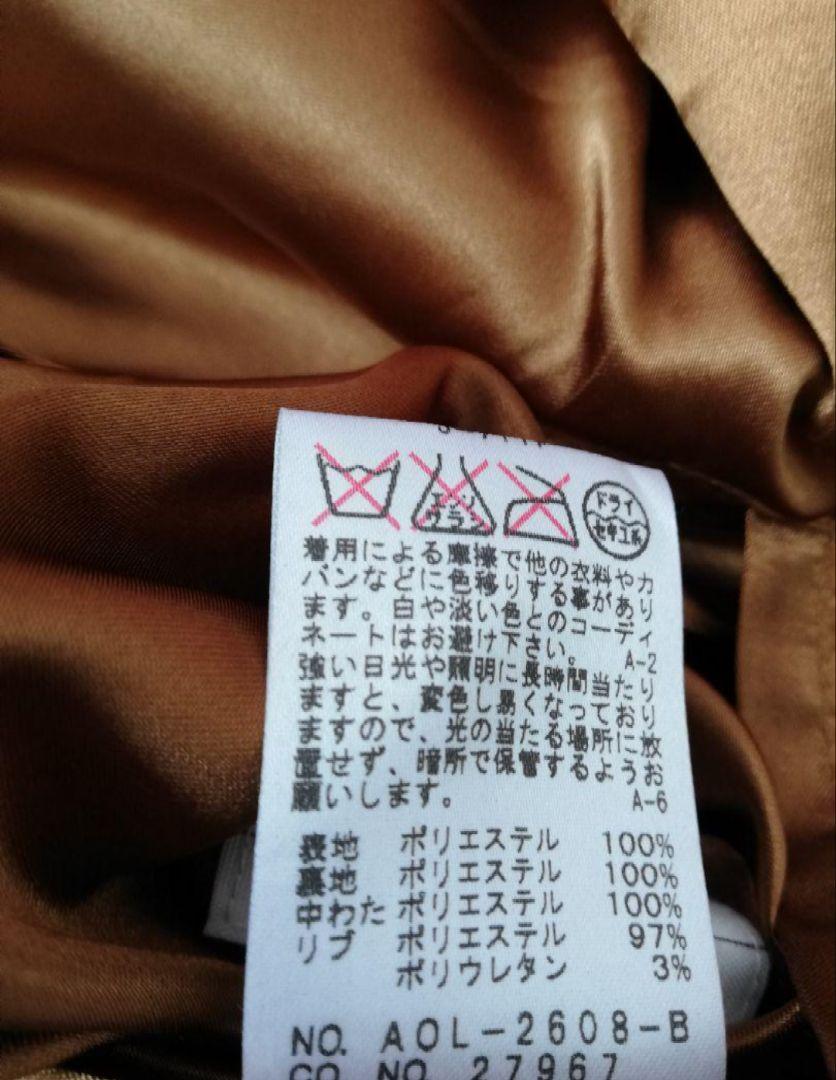 エンソ
サラシ
ドライ
セキユ系
着用による摩擦で他の衣料やカ
バンなどに色移りする事があり
ます。白や淡い色とのコーディ
ネートはお避け下さい。 A-2
強い日光や照明に長時間当たり
ますと、変色し易くなっており
ますので、光の当たる場所に放
置せず、暗所で保管するようお
願いします。 A-6
表地 ポリエステル 100%
裏地 ポリエステル 100%
中わた ポリエステル 100%
リブ ポリエステル 97%
ポリウレタン 3%
NO. AOL-2608-B
CO NO. 27967